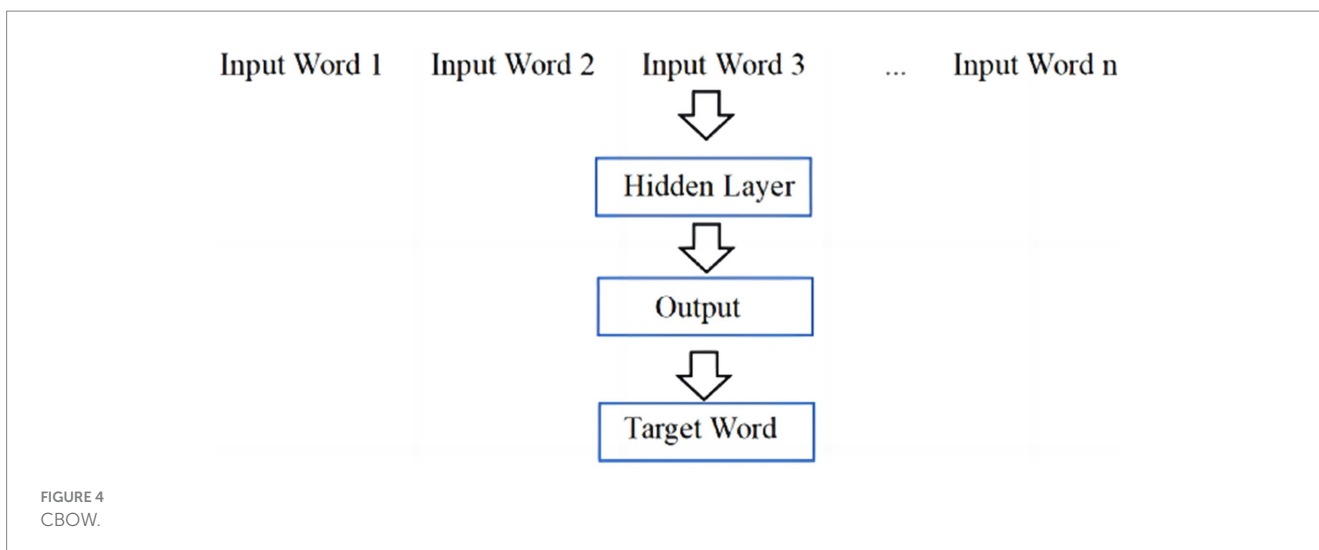 Input Word 1 Input Word 2 Input Word 3 ... Input Word n
Hidden Layer
Output
Target Word
FIGURE 4
CBOW.